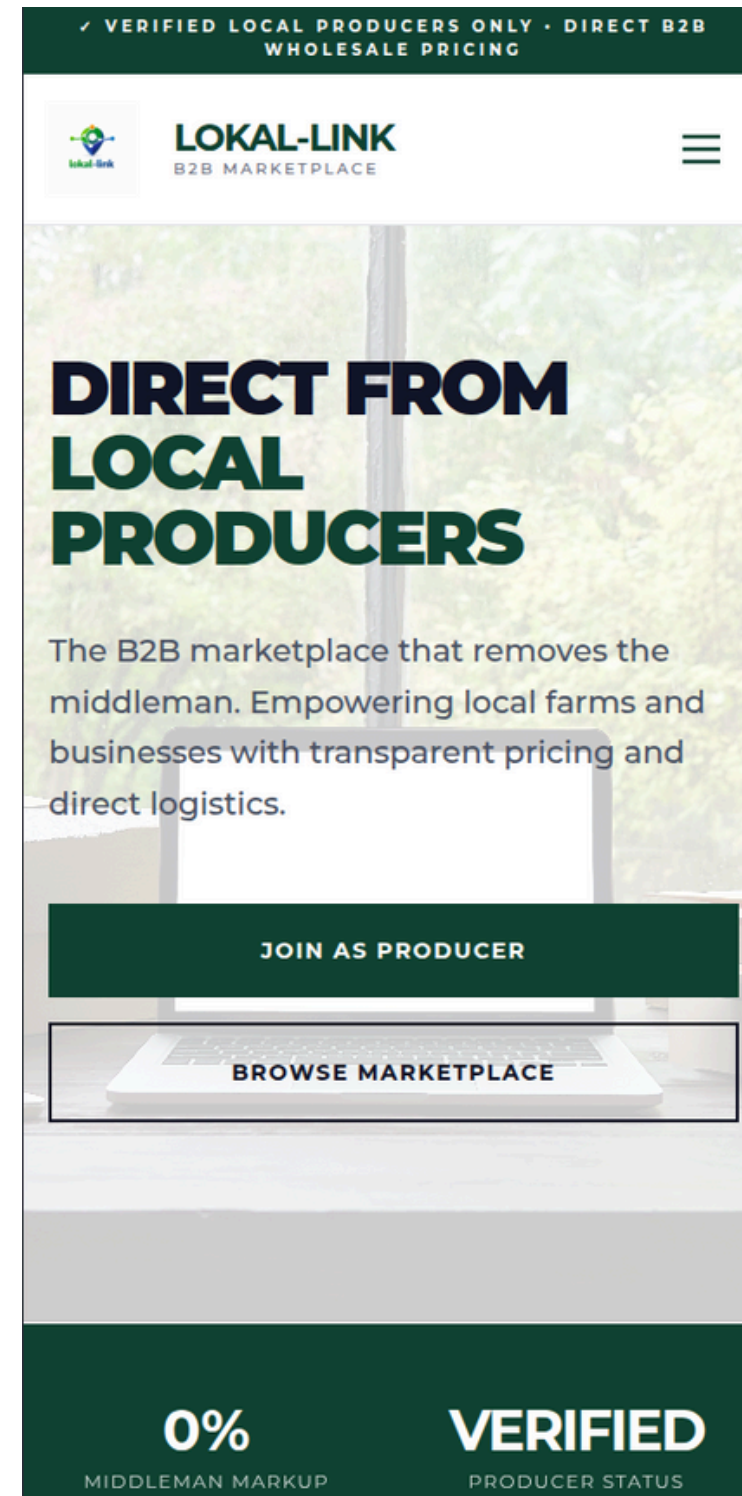 ✓ VERIFIED LOCAL PRODUCERS ONLY • DIRECT B2B
WHOLESALE PRICING
lokal-link
LOKAL-LINK
B2B MARKETPLACE
DIRECT FROM
LOCAL
PRODUCERS
The B2B marketplace that removes the
middleman. Empowering local farms and
businesses with transparent pricing and
direct logistics.
JOIN AS PRODUCER
BROWSE MARKETPLACE
0%
MIDDLEMAN MARKUP
VERIFIED
PRODUCER STATUS